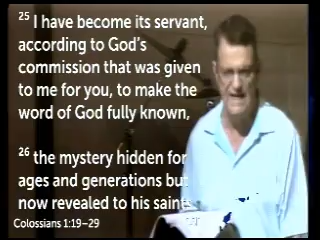 25 I have become its servant,
according to God's
commission that was given
to me for you, to make the
word of God fully known,
26 the mystery hidden for
ages and generations but
now revealed to his saints
Colossians 1:19–29